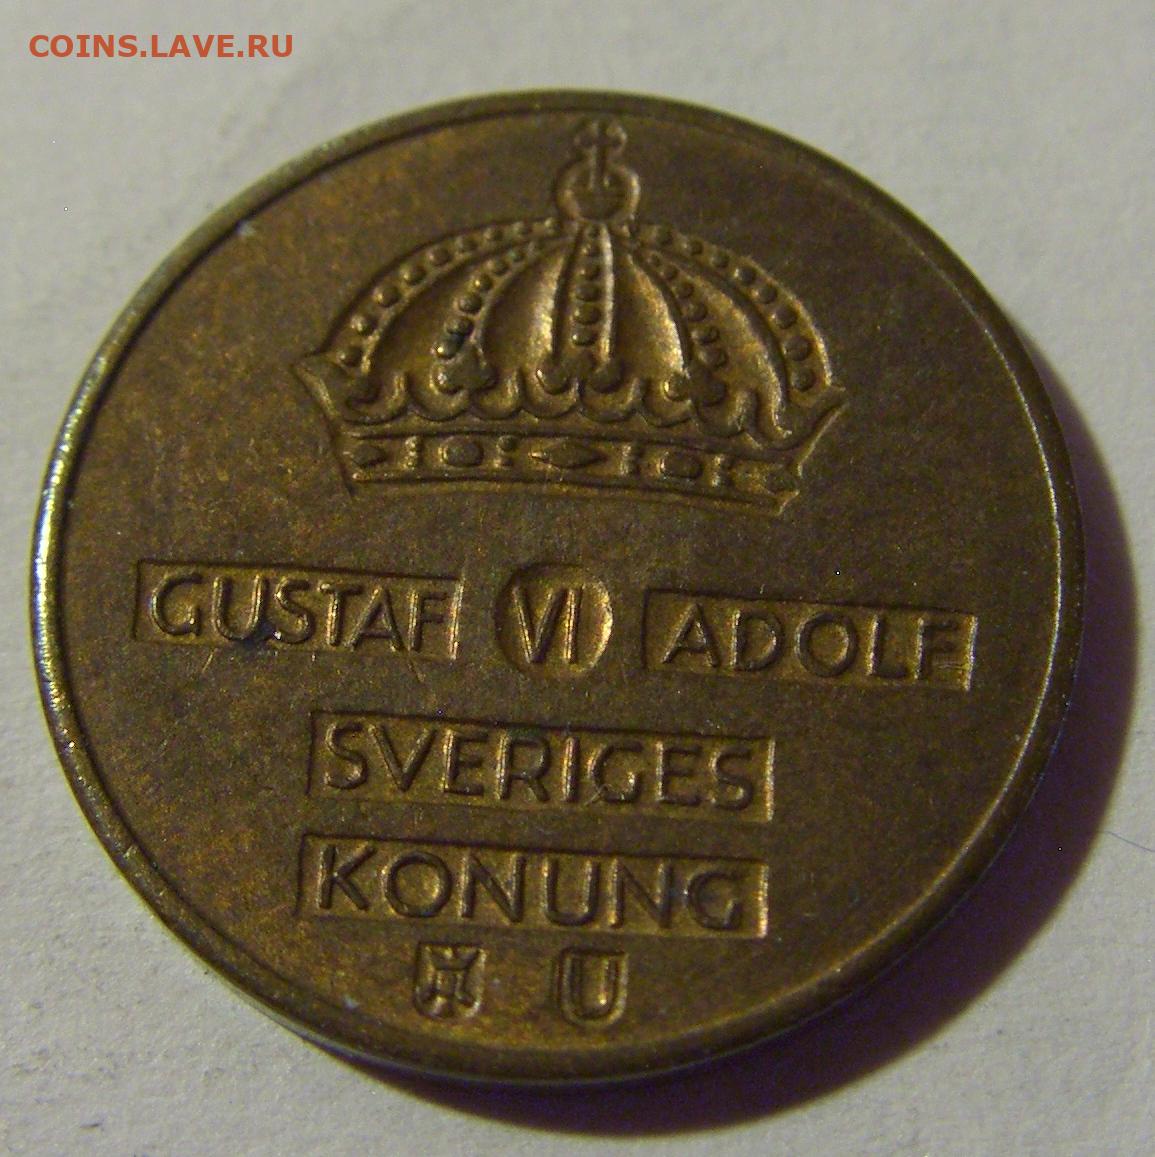 COINS.LAVE.RU
GUSTAF VI ADOLF
SVERIGES
KONUNG
U